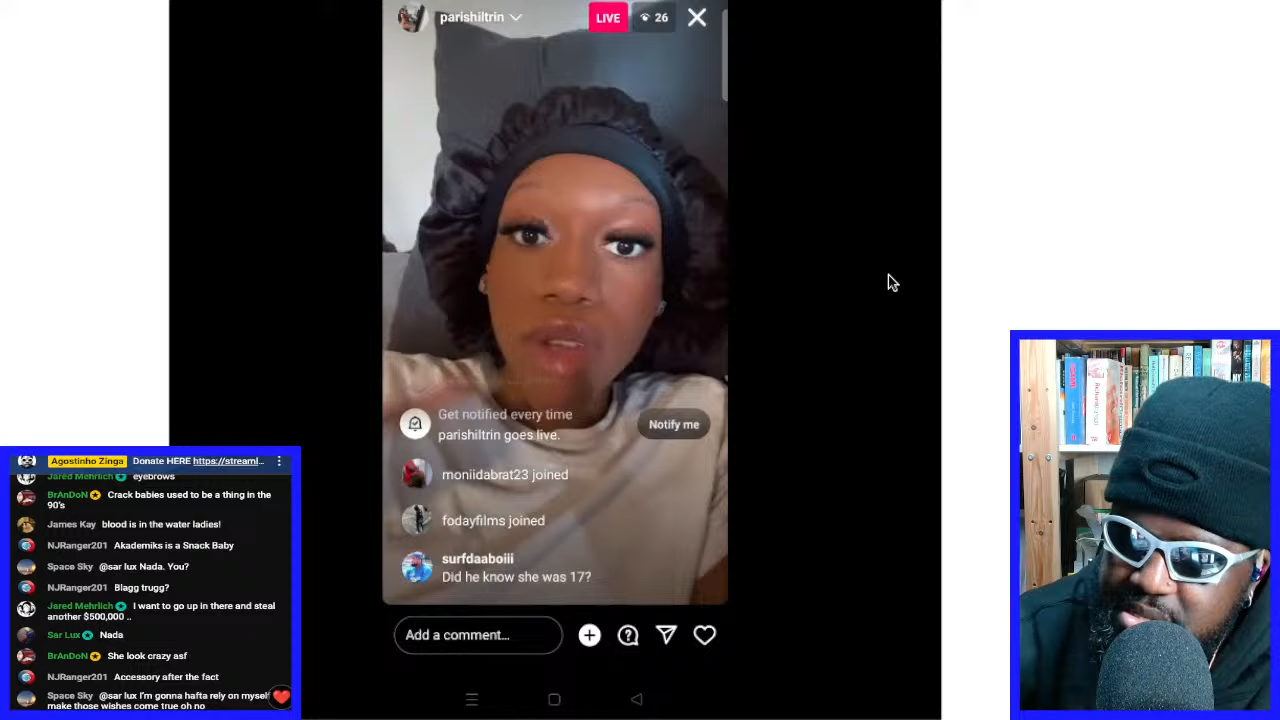 parishiltrin
LIVE
26
Get notified every time
parishiltrin goes live.
Notify me
moniidabrat23 joined
fodayfilms joined
surfdaaboiii
Did he know she was 17?
Add a comment...
Agostinho Zinga Donate HERE https://streaml...
Jared Mehrlich eyebrows
BrAnDoN Crack babies used to be a thing in the
90's
James Kay blood is in the water ladies!
NJRanger201 Akademiks is a Snack Baby
Space Sky @sar lux Nada. You?
NJRanger201 Blagg trugg?
Jared Mehrlich I want to go up in there and steal
another $500,000 ..
Sar Lux Nada
BrAnDoN She look crazy asf
NJRanger201 Accessory after the fact
Space Sky @sar lux I'm gonna hafta rely on myself
make those wishes come true oh no